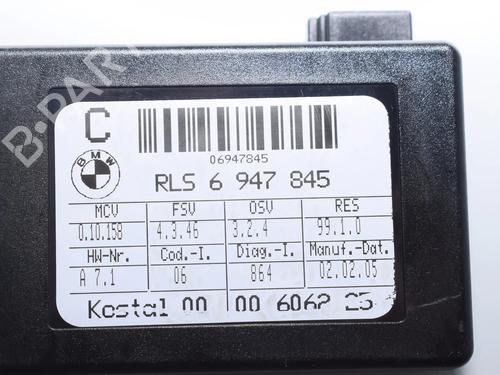 C
BMW
06947845
RLS 6 947 845
MCV FSV OSV RES
0.10.158 4.3.46 3.2.4 99.1.0
HW-Nr. Cod.-I. Diag.-I. Manuf.-Dat.
A 7.1 06 864 02.02.05
Kostal 00 00 6062 25
B-PART